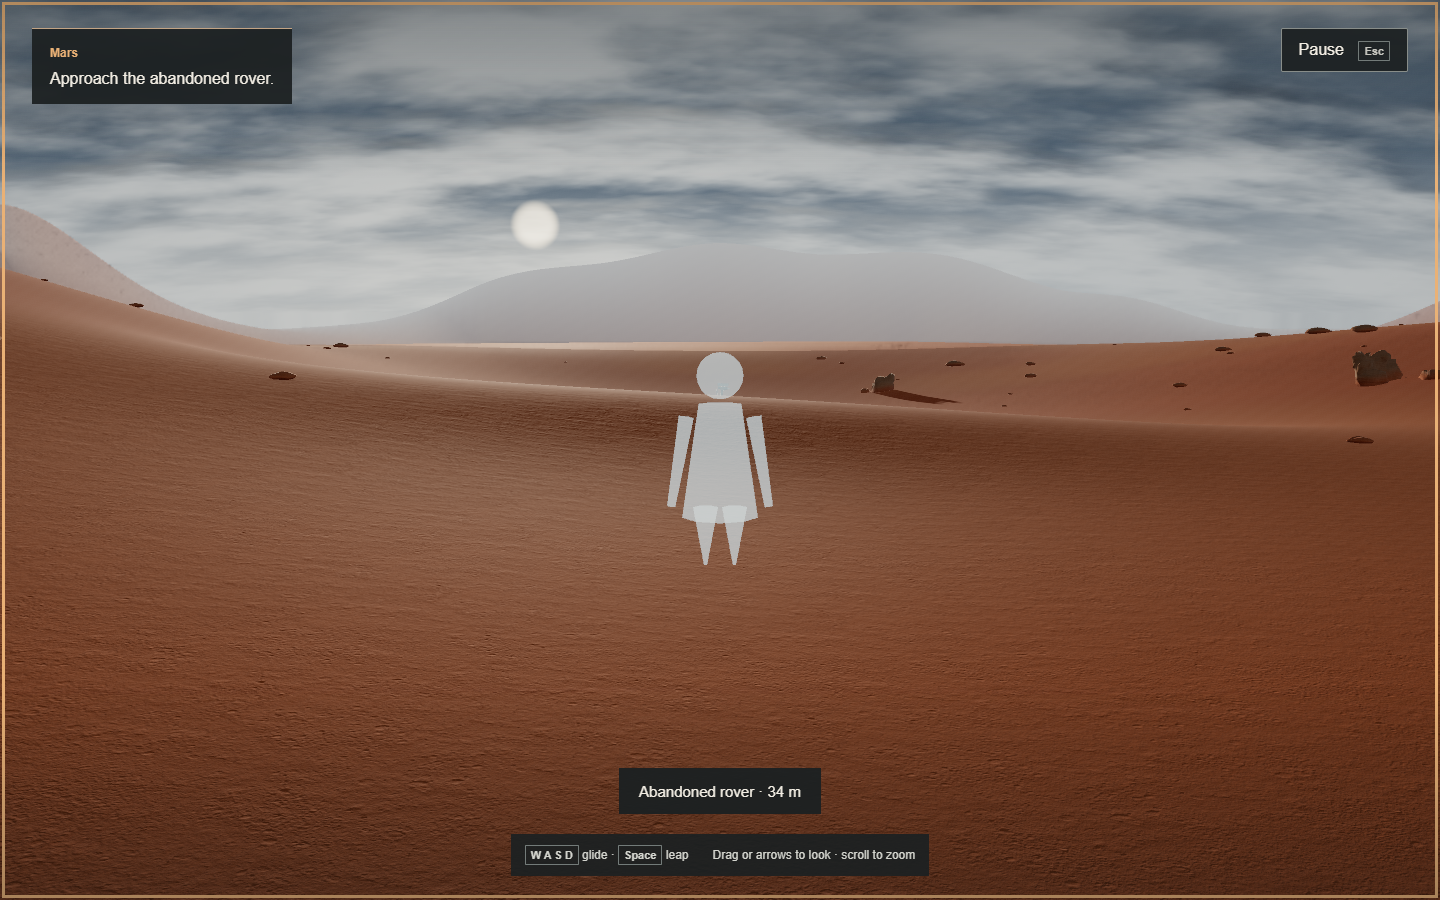 Mars
Approach the abandoned rover.
Pause Esc
Abandoned rover · 34 m
W A S D glide · Space leap Drag or arrows to look · scroll to zoom